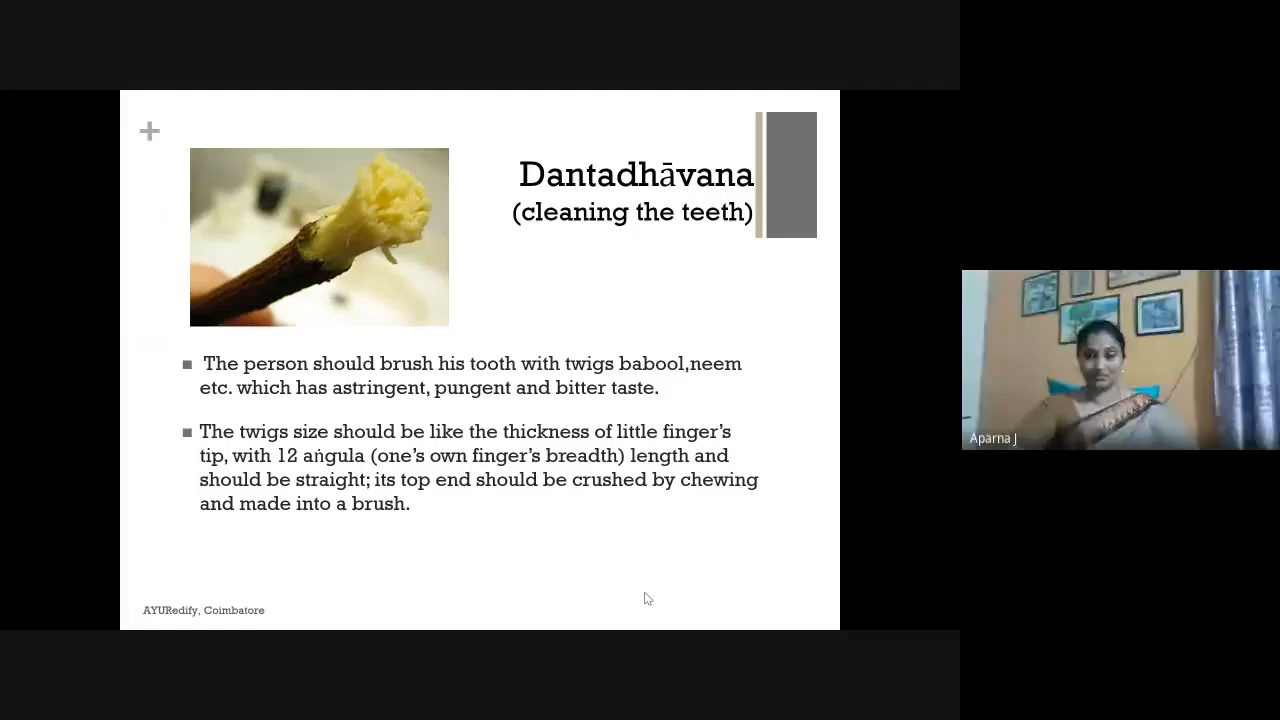 +
Dantadhāvana
(cleaning the teeth)
■ The person should brush his tooth with twigs babool,neem
etc. which has astringent, pungent and bitter taste.
■ The twigs size should be like the thickness of little finger’s
tip, with 12 aṅgula (one’s own finger’s breadth) length and
should be straight; its top end should be crushed by chewing
and made into a brush.
AYURedify, Coimbatore
Aparna J